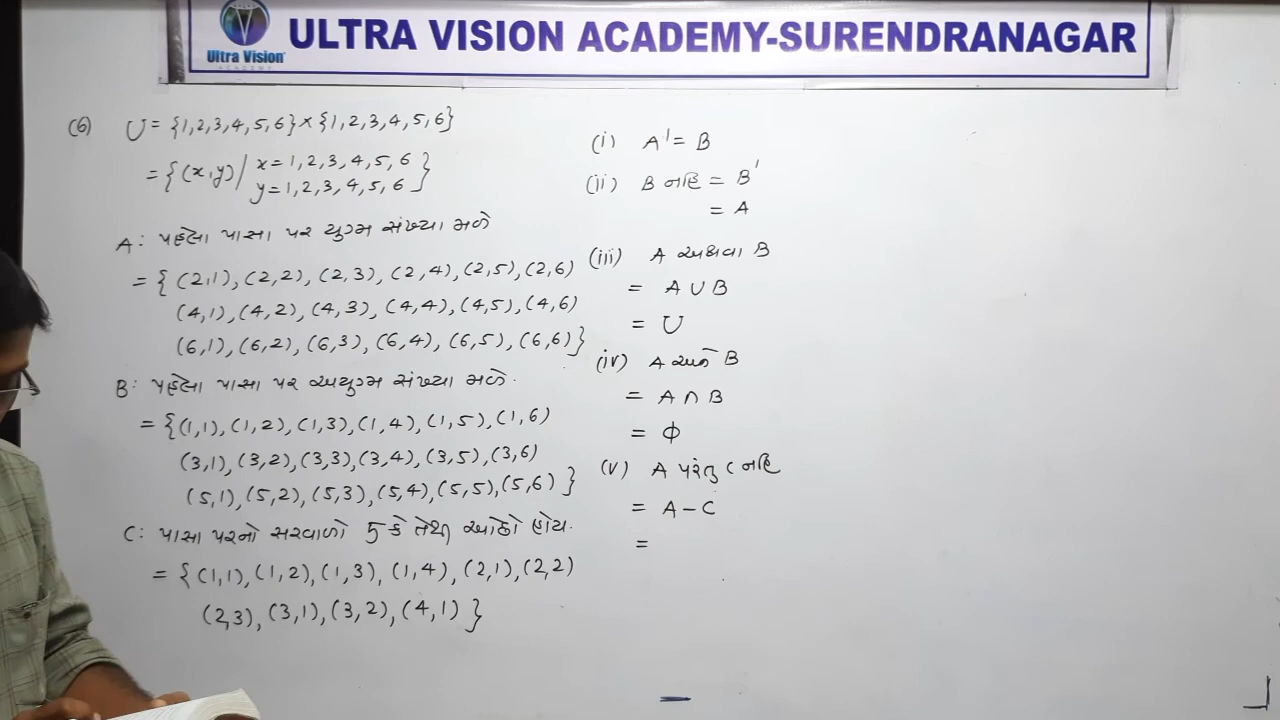 Ultra Vision
ACADEMY
ULTRA VISION ACADEMY-SURENDRANAGAR
(6) U = {1,2,3,4,5,6} × {1,2,3,4,5,6}
= {(x,y) / x = 1,2,3,4,5,6
y = 1,2,3,4,5,6}
A: પહેલા પાસા પર યુગ્મ સંખ્યા મળે
= {(2,1), (2,2), (2,3), (2,4), (2,5), (2,6)
(4,1), (4,2), (4,3), (4,4), (4,5), (4,6)
(6,1), (6,2), (6,3), (6,4), (6,5), (6,6)}
B: પહેલા પાસા પર અયુગ્મ સંખ્યા મળે.
= {(1,1), (1,2), (1,3), (1,4), (1,5), (1,6)
(3,1), (3,2), (3,3), (3,4), (3,5), (3,6)
(5,1), (5,2), (5,3), (5,4), (5,5), (5,6)}
C: પાસા પરનો સરવાળો 5 કે તેથી ઓછો હોય.
= {(1,1), (1,2), (1,3), (1,4), (2,1), (2,2)
(2,3), (3,1), (3,2), (4,1)}
(i) A' = B
(ii) B નહિ = B'
= A
(iii) A અથવા B
= A ∪ B
= U
(iv) A અને B
= A ∩ B
= ϕ
(v) A પરંતુ C નહિ
= A - C
=